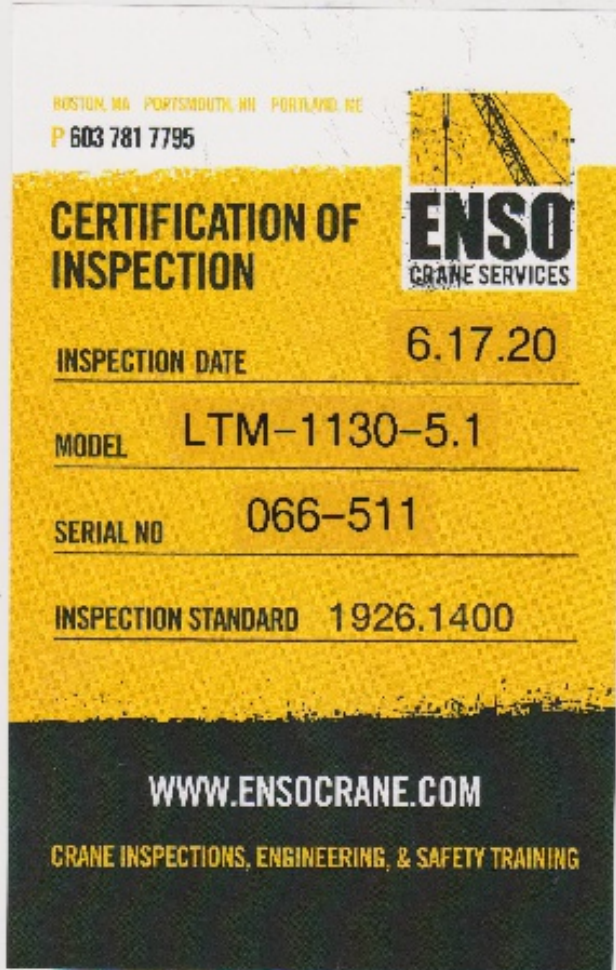 BOSTON, MA PORTSMOUTH, NH PORTLAND, ME
P 603 781 7795
ENSO
CRANE SERVICES
CERTIFICATION OF
INSPECTION
INSPECTION DATE 6.17.20
MODEL LTM-1130-5.1
SERIAL NO 066-511
INSPECTION STANDARD 1926.1400
WWW.ENSOCRANE.COM
CRANE INSPECTIONS, ENGINEERING, & SAFETY TRAINING